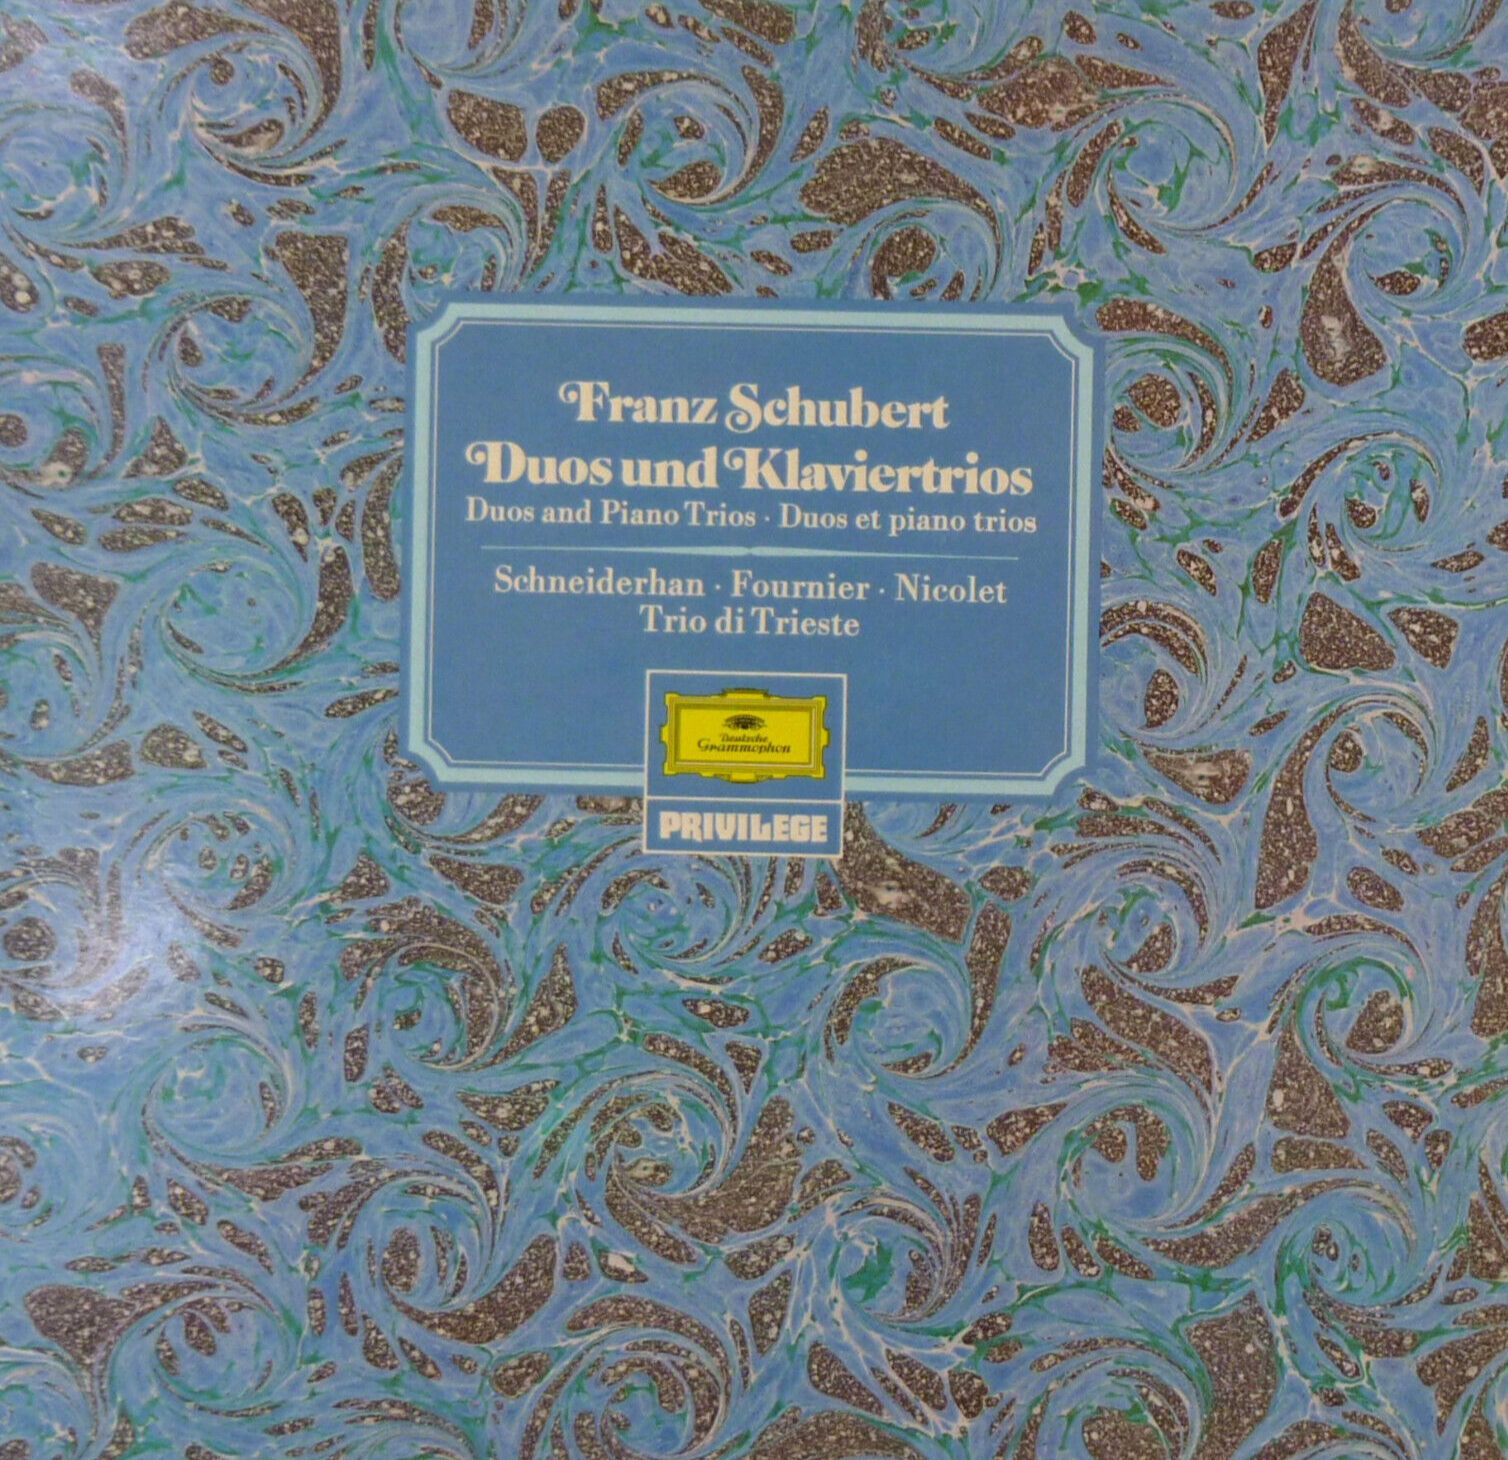 Franz Schubert
Duos und Klaviertrios
Duos and Piano Trios · Duos et piano trios
Schneiderhan · Fournier · Nicolet
Trio di Trieste
Deutsche
Grammophon
PRIVILEGE